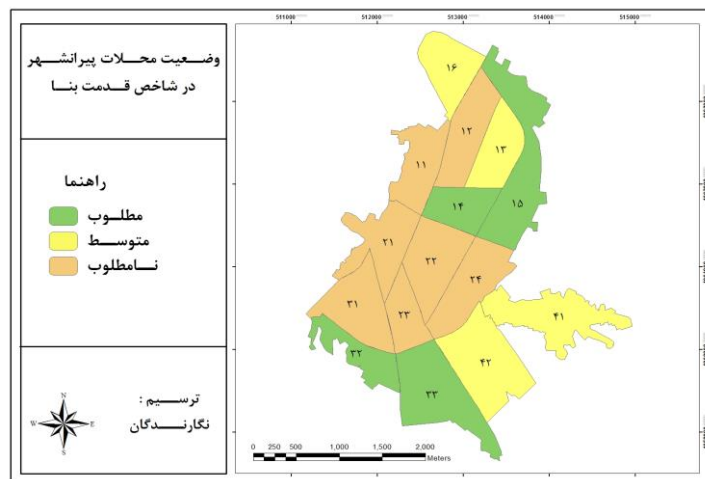 وضعیت محلات پیرانشهر
در شاخص قدمت بنا
راهنما
مطلوب
متوسط
نامطلوب
ترسیم :
نگارندگان
N
W E
S
511000 512000 513000 514000 515000
۱۶
۱۲
۱۳
۱۱
۱۴
۱۵
۲۱
۲۲
۲۴
۳۱
۲۳
۴۱
۳۲
۴۲
۳۳
0 250 500 1,000 1,500 2,000
Meters